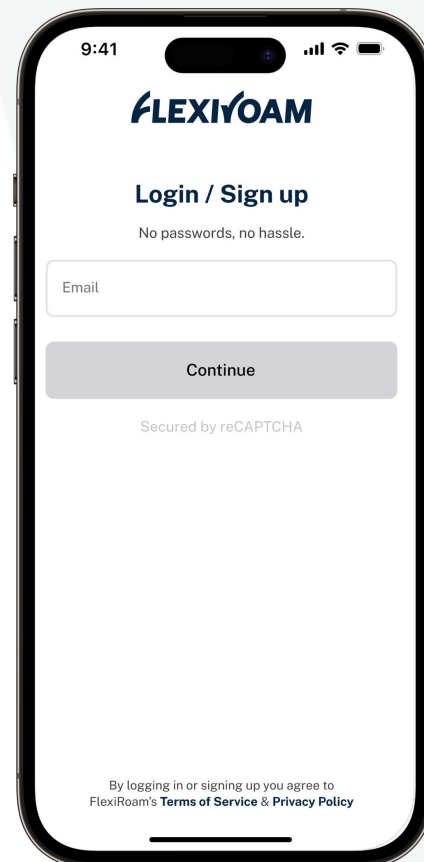 9:41
FLEXIROAM
Login / Sign up
No passwords, no hassle.
Email
Continue
Secured by reCAPTCHA
By logging in or signing up you agree to
FlexiRoam's Terms of Service & Privacy Policy